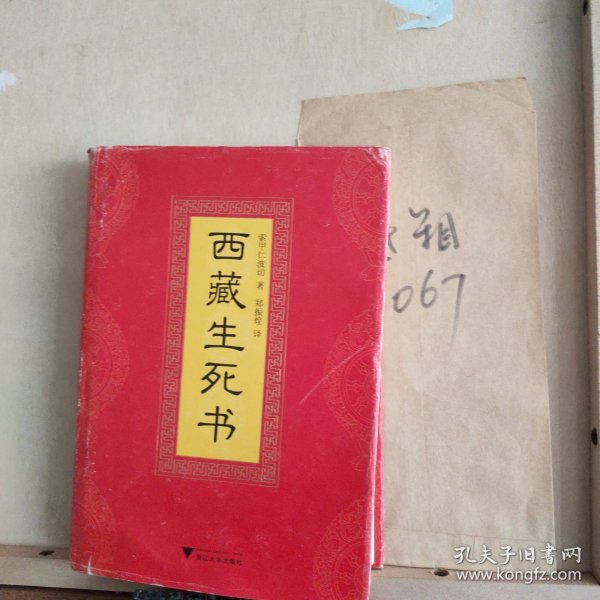 西藏生死书
索甲仁波切 著
郑振煌 译
浙江大学出版社
067
孔夫子旧书网
www.kongfz.com